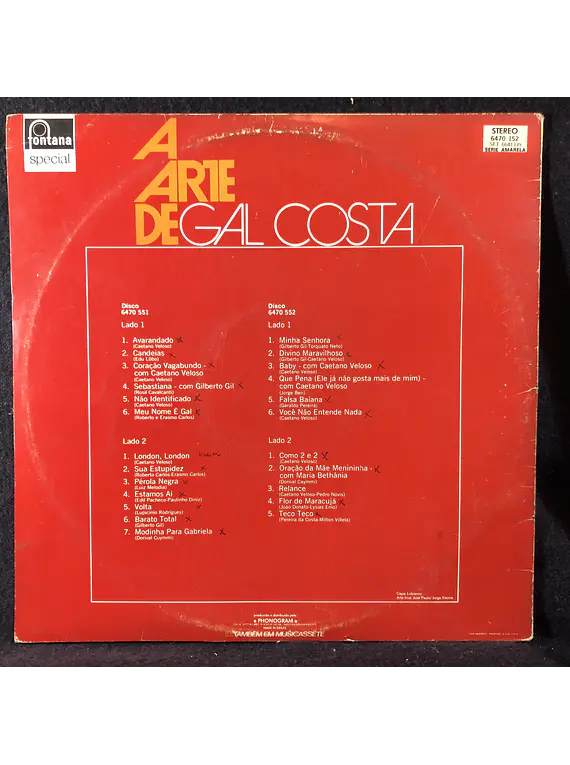 fontana
special
A
ARTE
DE GAL COSTA
STEREO
6470 152
SÉRIE AMARELA
Disco
6470 551
Lado 1
1. Avarandado
(Caetano Veloso)
2. Candeias
(Edu Lôbo)
3. Coração Vagabundo -
com Caetano Veloso
(Caetano Veloso)
4. Sebastiana - com Gilberto Gil
(Rosil Cavalcanti)
5. Não Identificado
(Caetano Veloso)
6. Meu Nome É Gal
(Roberto e Erasmo Carlos)
Lado 2
1. London, London
(Caetano Veloso)
2. Sua Estupidez
(Roberto Carlos-Erasmo Carlos)
3. Pérola Negra
(Luiz Melodia)
4. Estamos Aí
(Edil Pacheco-Paulinho Diniz)
5. Volta
(Lupicínio Rodrigues)
6. Barato Total
(Gilberto Gil)
7. Modinha Para Gabriela
(Dorival Caymmi)
Disco
6470 552
Lado 1
1. Minha Senhora
(Gilberto Gil-Torquato Neto)
2. Divino Maravilhoso
(Gilberto Gil-Caetano Veloso)
3. Baby - com Caetano Veloso
(Caetano Veloso)
4. Que Pena (Ele já não gosta mais de mim) -
com Caetano Veloso
(Jorge Ben)
5. Falsa Baiana
(Geraldo Pereira)
6. Você Não Entende Nada
(Caetano Veloso)
Lado 2
1. Como 2 e 2
(Caetano Veloso)
2. Oração da Mãe Menininha -
com Maria Bethânia
(Dorival Caymmi)
3. Relance
(Caetano Veloso-Pedro Novis)
4. Flor de Maracujá
(João Donato-Lysias Enio)
5. Teco Teco
(Pereira da Costa-Milton Villela)
produzido e distribuído pela
PHONOGRAM
MADE IN BRAZIL
TAMBÉM EM MUSICASSETE